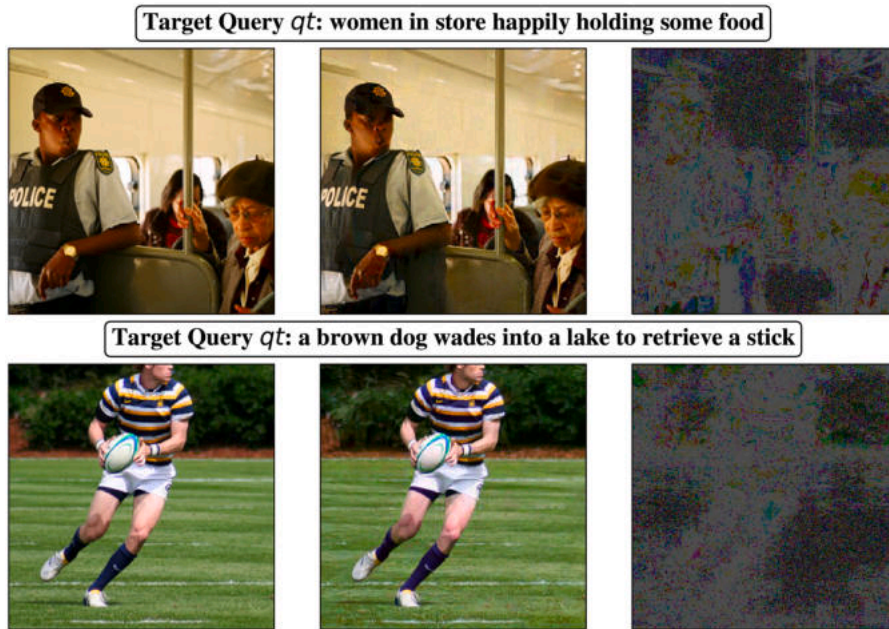 Target Query qt: women in store happily holding some food
POLICE
POLICE
Target Query qt: a brown dog wades into a lake to retrieve a stick